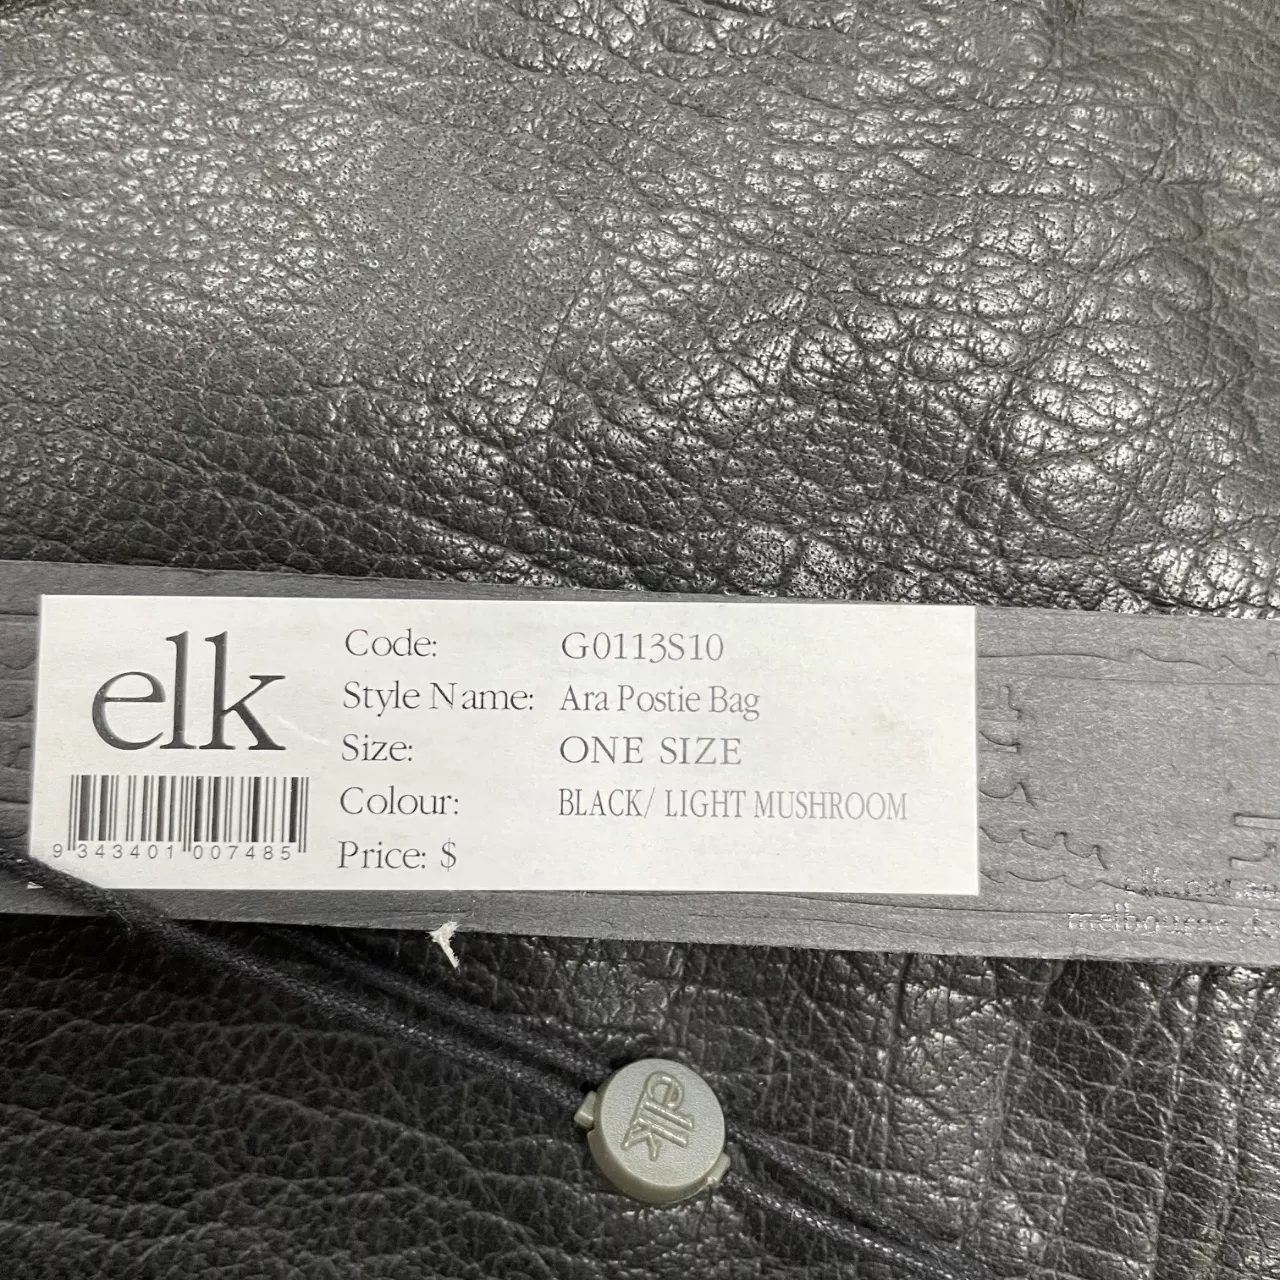 elk
Code: G0113S10
Style Name: Ara Postie Bag
Size: ONE SIZE
Colour: BLACK/ LIGHT MUSHROOM
Price: $
9 343401 007485
melbourne
elk